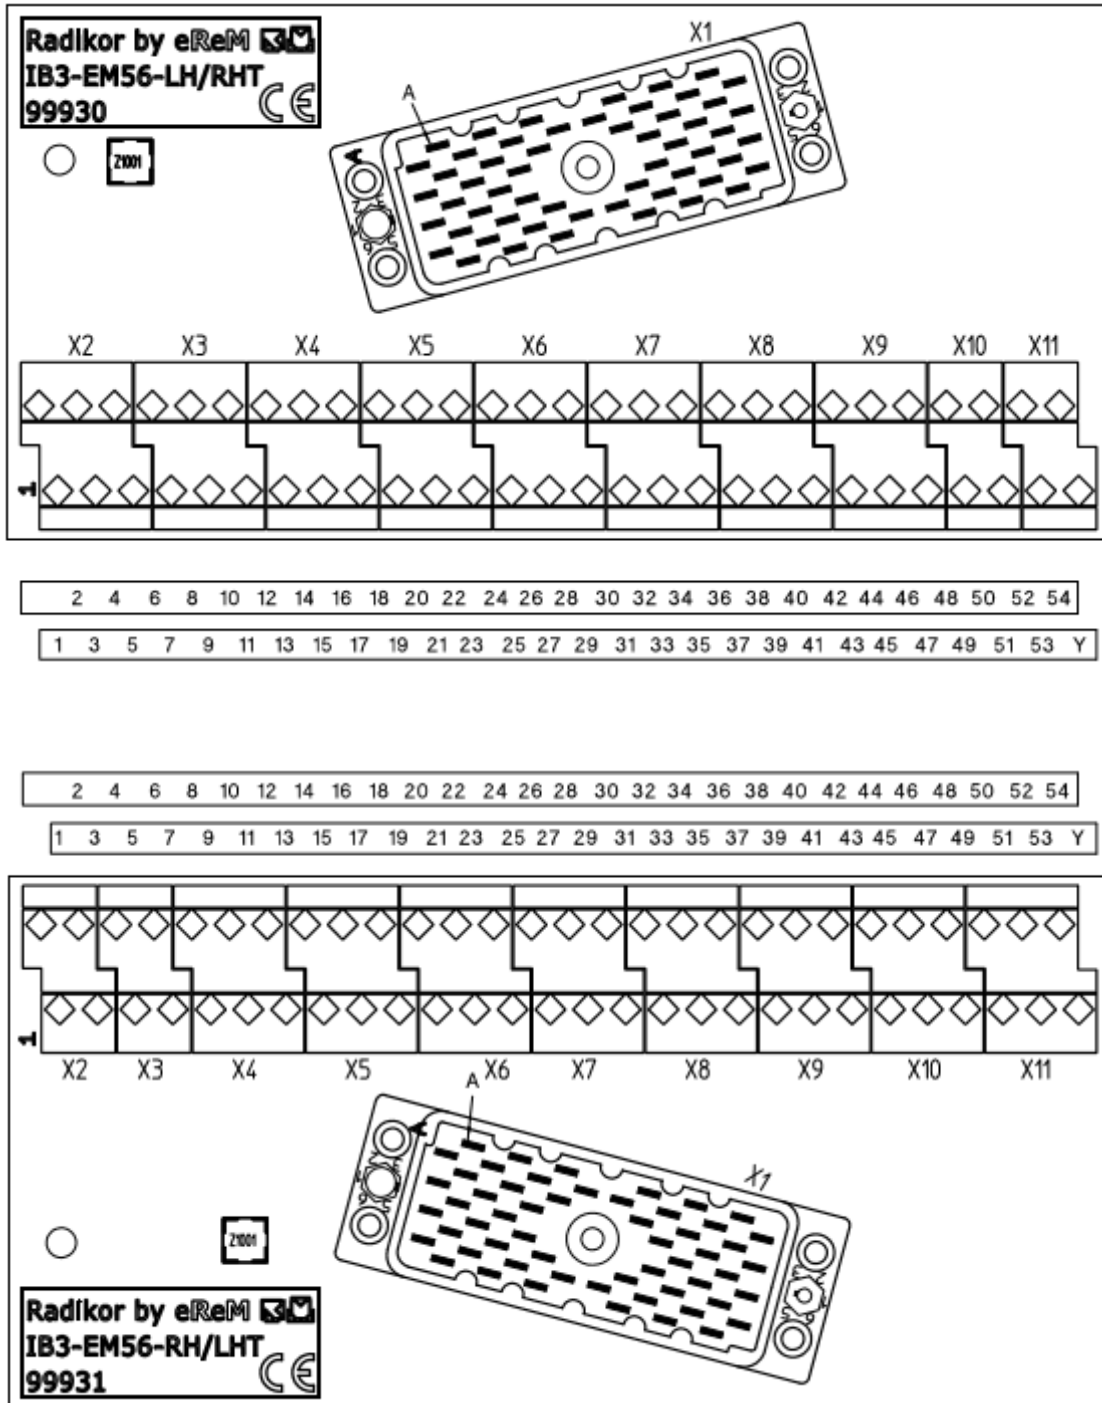 Radikor by eReM
IB3-EM56-LH/RHT
99930 CE
Z1001
X1
A
A
X2 X3 X4 X5 X6 X7 X8 X9 X10 X11
1
2 4 6 8 10 12 14 16 18 20 22 24 26 28 30 32 34 36 38 40 42 44 46 48 50 52 54
1 3 5 7 9 11 13 15 17 19 21 23 25 27 29 31 33 35 37 39 41 43 45 47 49 51 53 Y
2 4 6 8 10 12 14 16 18 20 22 24 26 28 30 32 34 36 38 40 42 44 46 48 50 52 54
1 3 5 7 9 11 13 15 17 19 21 23 25 27 29 31 33 35 37 39 41 43 45 47 49 51 53 Y
1
X2 X3 X4 X5 X6 X7 X8 X9 X10 X11
A
A
X1
Z1001
Radikor by eReM
IB3-EM56-RH/LHT
99931 CE